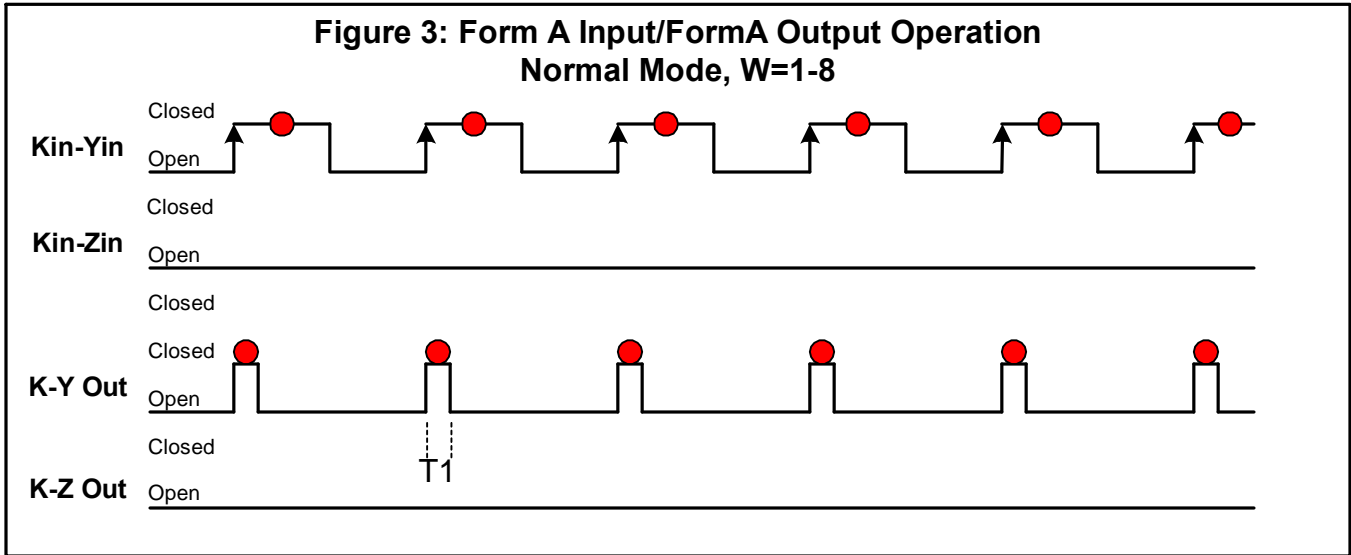 Figure 3: Form A Input/FormA Output Operation
Normal Mode, W=1-8
Closed
Kin-Yin
Open
Closed
Kin-Zin
Open
Closed
Closed
K-Y Out
Open
Closed
T1
K-Z Out
Open